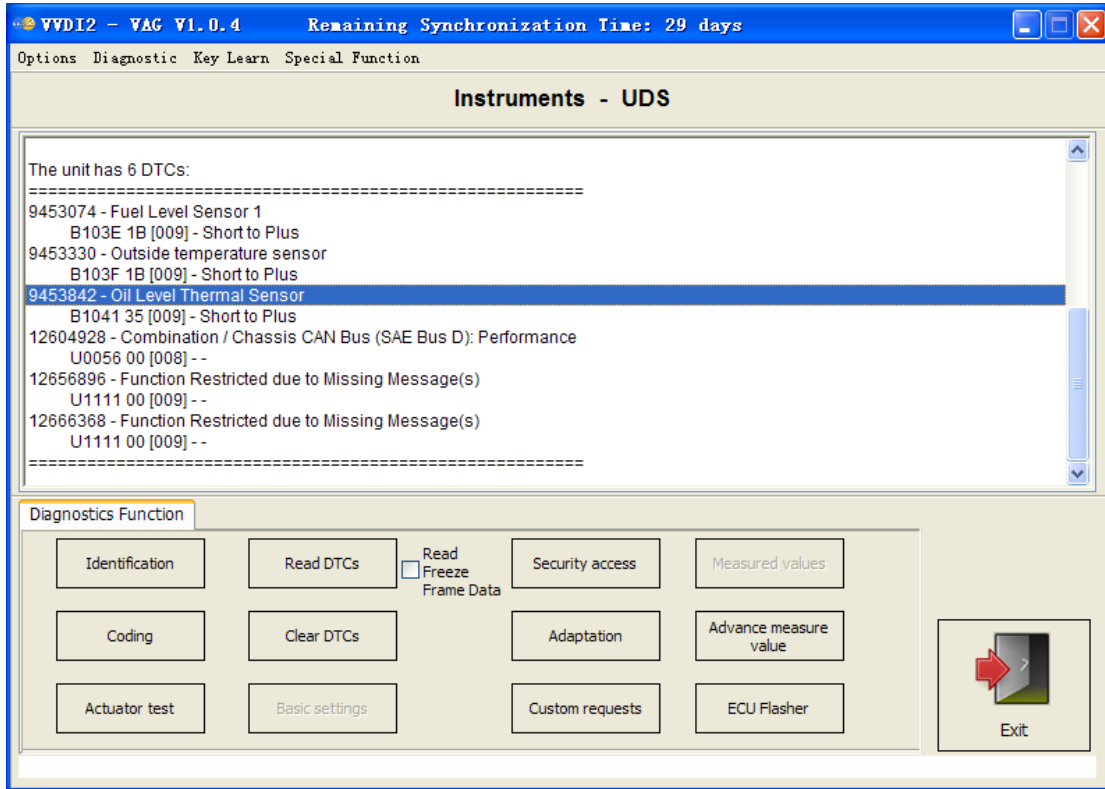 VVDI2 - VAG V1.0.4 Remaining Synchronization Time: 29 days
Options Diagnostic Key Learn Special Function
Instruments - UDS
The unit has 6 DTCs:
=========================================================
9453074 - Fuel Level Sensor 1
B103E 1B [009] - Short to Plus
9453330 - Outside temperature sensor
B103F 1B [009] - Short to Plus
9453842 - Oil Level Thermal Sensor
B1041 35 [009] - Short to Plus
12604928 - Combination / Chassis CAN Bus (SAE Bus D): Performance
U0056 00 [008] - -
12656896 - Function Restricted due to Missing Message(s)
U1111 00 [009] - -
12666368 - Function Restricted due to Missing Message(s)
U1111 00 [009] - -
=========================================================
Diagnostics Function
Identification
Read DTCs
Read
Freeze
Frame Data
Security access
Measured values
Coding
Clear DTCs
Adaptation
Advance measure
value
Actuator test
Basic settings
Custom requests
ECU Flasher
Exit